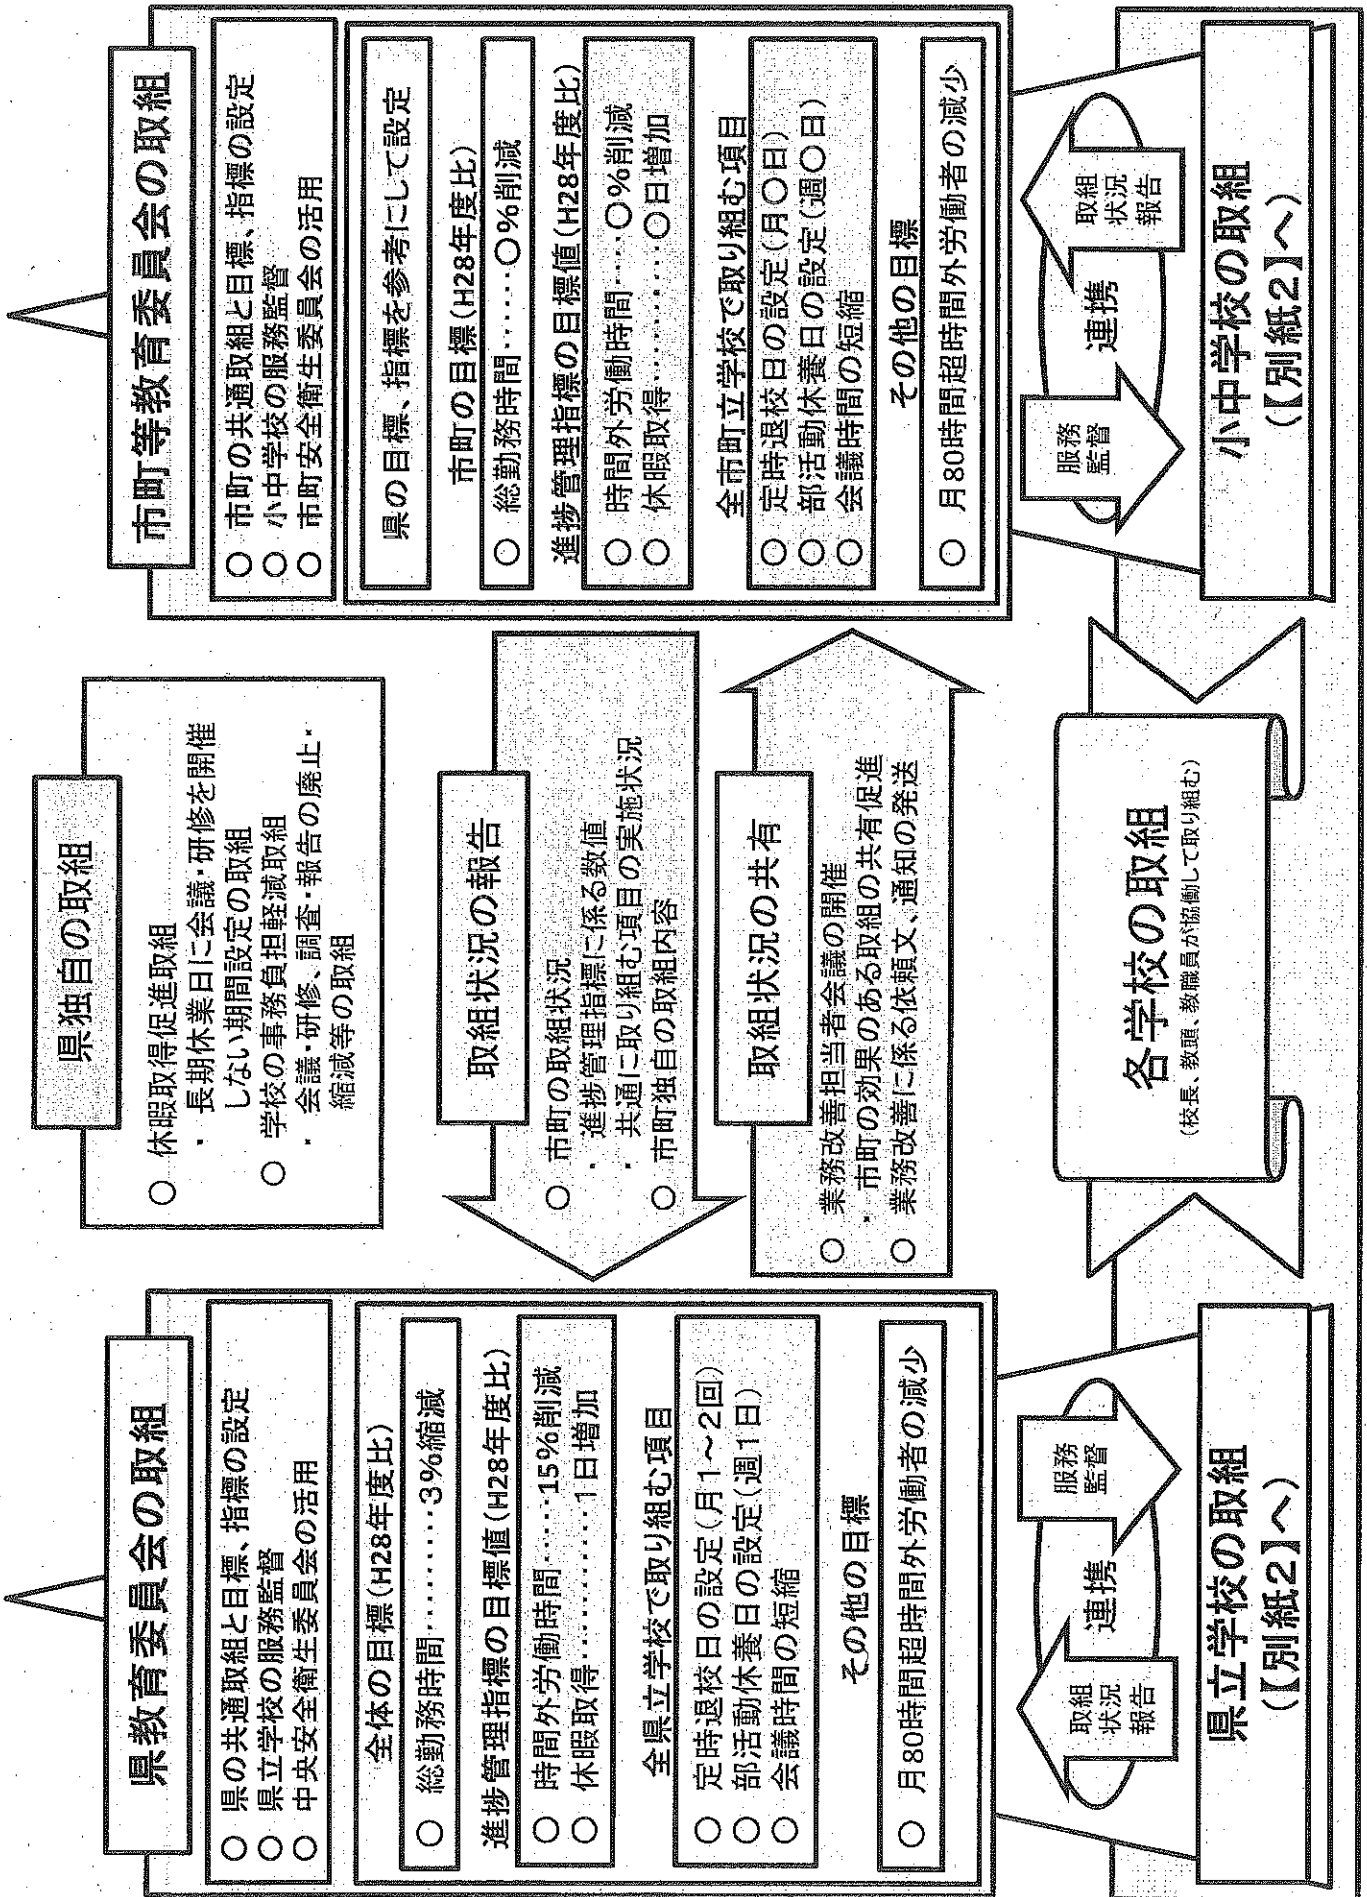 県教育委員会の取組
○ 県の共通取組と目標、指標の設定
○ 県立学校の服務監督
○ 中央安全衛生委員会の活用
全体の目標(H28年度比)
○ 総勤務時間………3%縮減
進捗管理指標の目標値(H28年度比)
○ 時間外労働時間……15%削減
○ 休暇取得…………1日増加
全県立学校で取り組む項目
○ 定時退校日の設定(月1～2回)
○ 部活動休養日の設定(週1日)
○ 会議時間の短縮
その他の目標
○ 月80時間超時間外労働者の減少
取組
状況
報告
連携
服務
監督
県立学校の取組
(【別紙2】へ)
県独自の取組
○ 休暇取得促進取組
・ 長期休業日に会議・研修を開催
しない期間設定の取組
○ 学校の事務負担軽減取組
・ 会議・研修、調査・報告の廃止・
縮減等の取組
取組状況の報告
○ 市町の取組状況
・ 進捗管理指標に係る数値
・ 共通に取り組む項目の実施状況
○ 市町独自の取組内容
取組状況の共有
○ 業務改善担当者会議の開催
・ 市町の効果のある取組の共有促進
○ 業務改善に係る依頼文、通知の発送
各学校の取組
(校長、教頭、教職員が協働して取り組む)
市町等教育委員会の取組
○ 市町の共通取組と目標、指標の設定
○ 小中学校の服務監督
○ 市町安全衛生委員会の活用
県の目標、指標を参考にして設定
市町の目標(H28年度比)
○ 総勤務時間……○%削減
進捗管理指標の目標値(H28年度比)
○ 時間外労働時間……○%削減
○ 休暇取得…………○日増加
全市町立学校で取り組む項目
○ 定時退校日の設定(月○日)
○ 部活動休養日の設定(週○日)
○ 会議時間の短縮
その他の目標
○ 月80時間超時間外労働者の減少
服務
監督
連携
取組
状況
報告
小中学校の取組
(【別紙2】へ)